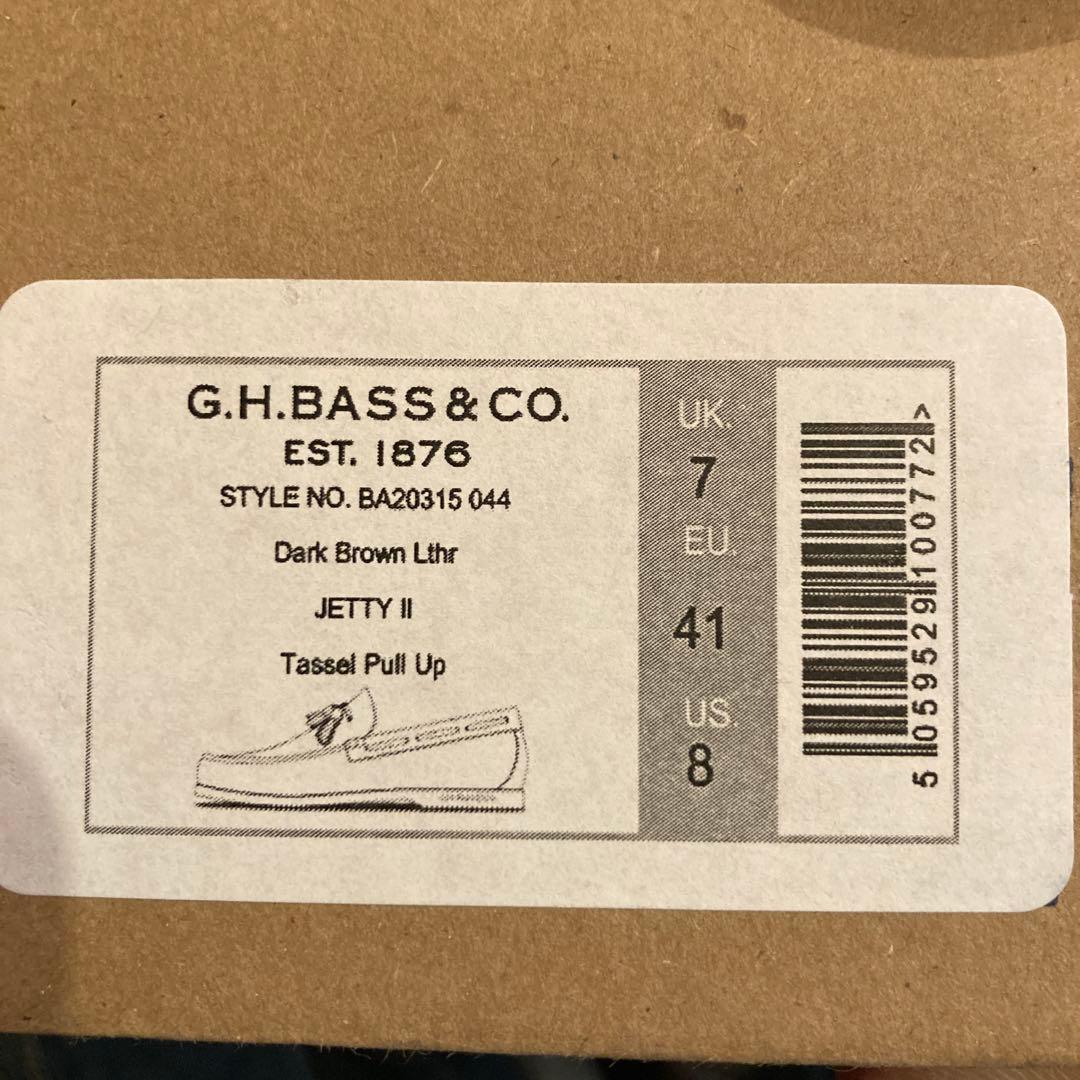 G.H.BASS & CO.
EST. 1876
STYLE NO. BA20315 044
Dark Brown Lthr
JETTY II
Tassel Pull Up
UK.
7
EU
41
US.
8
5 059529 100772 >